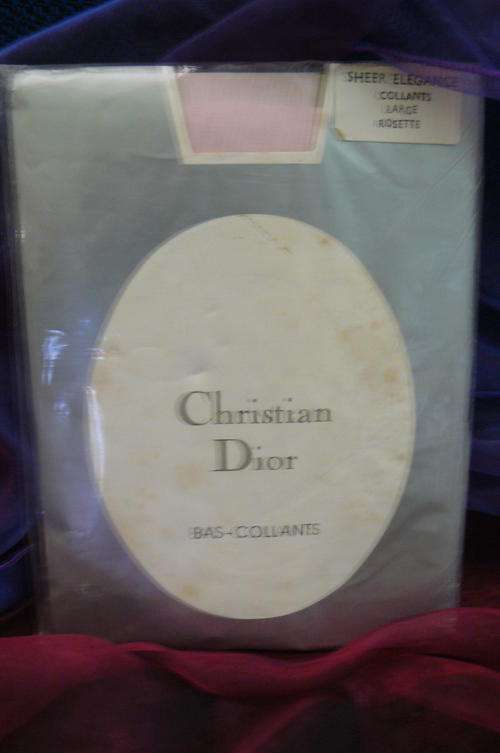 SHEER ELEGANCE
COLLANTS
LARGE
ROSETTE
Christian
Dior
BAS-COLLANTS